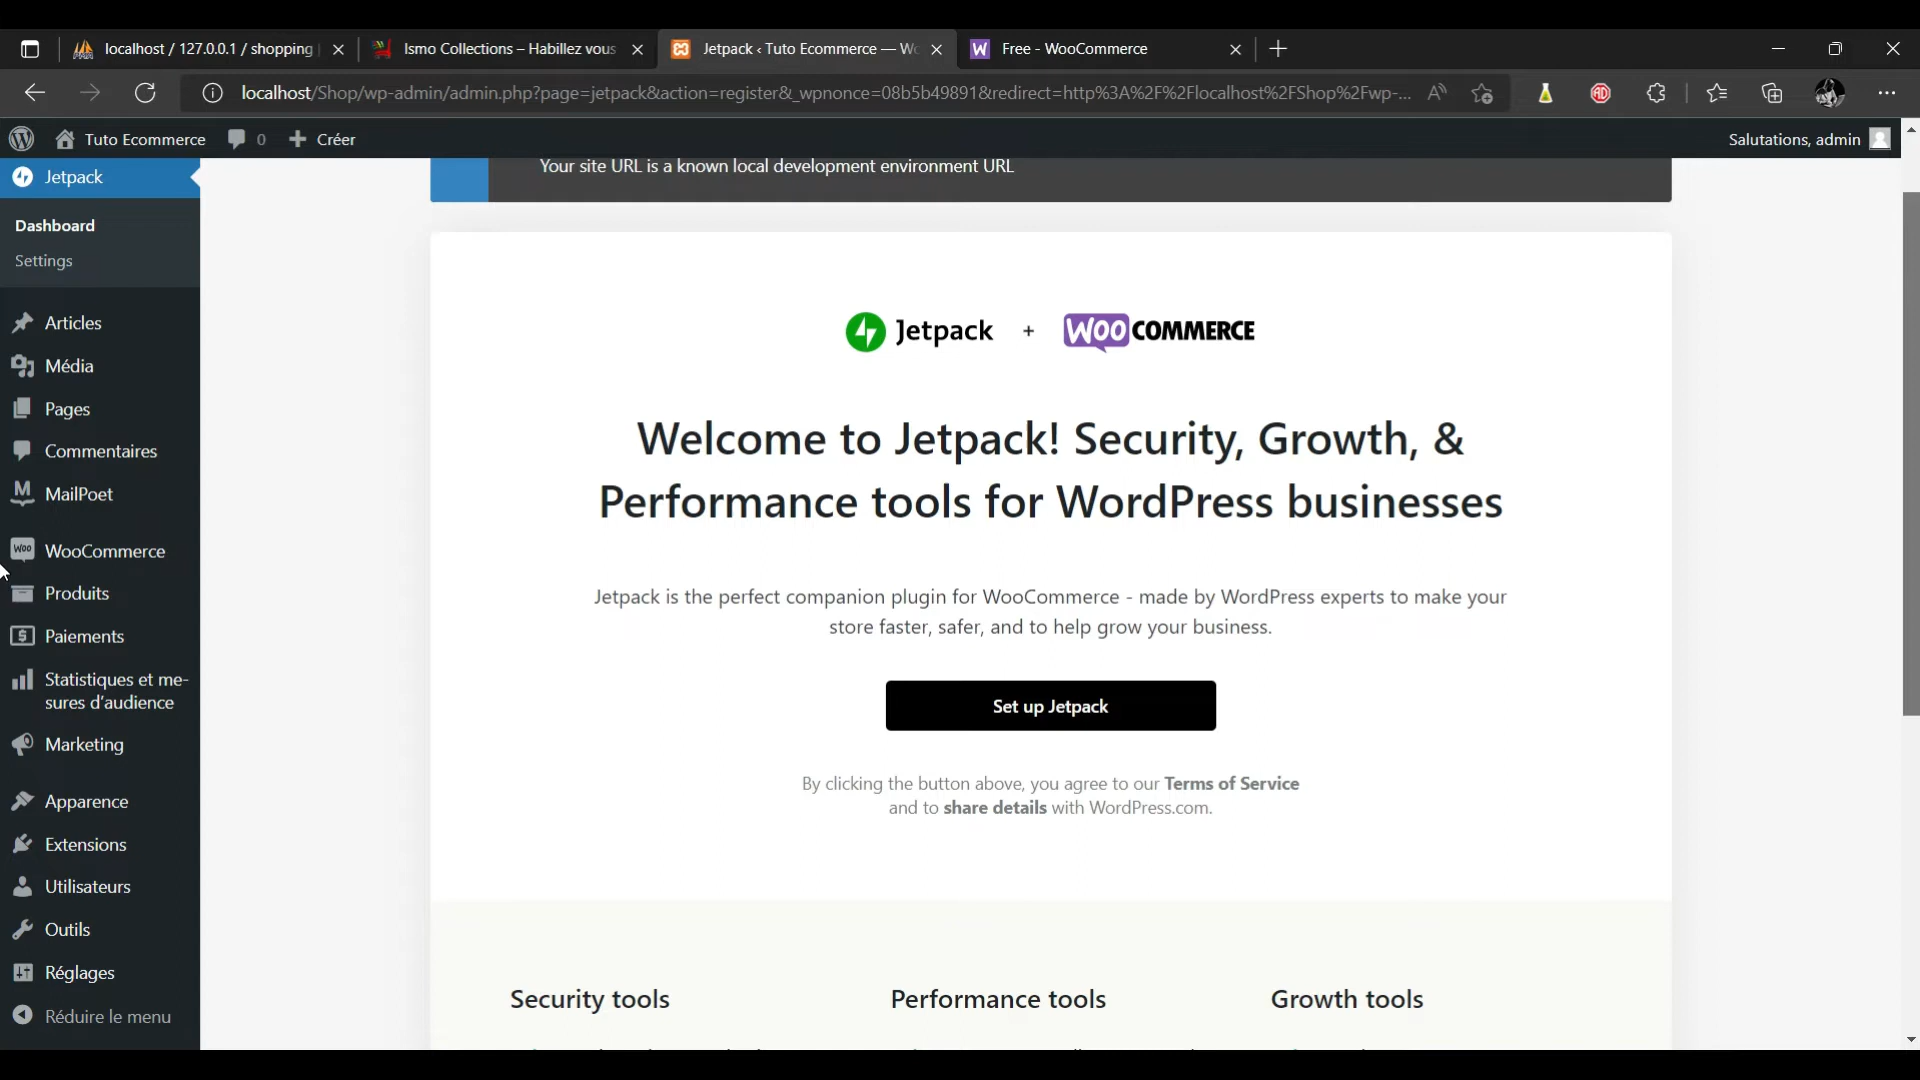 localhost / 127.0.0.1 / shopping
Ismo Collections – Habillez vous
Jetpack ‹ Tuto Ecommerce — Wo
Free - WooCommerce
localhost/Shop/wp-admin/admin.php?page=jetpack&action=register&_wpnonce=08b5b49891&redirect=http%3A%2F%2Flocalhost%2FShop%2Fwp-...
Tuto Ecommerce
0
Créer
Salutations, admin
Jetpack
Dashboard
Settings
Articles
Média
Pages
Commentaires
MailPoet
WooCommerce
Produits
Paiements
Statistiques et me-
sures d'audience
Marketing
Apparence
Extensions
Utilisateurs
Outils
Réglages
Réduire le menu
Your site URL is a known local development environment URL
Jetpack + WOO COMMERCE
Welcome to Jetpack! Security, Growth, &
Performance tools for WordPress businesses
Jetpack is the perfect companion plugin for WooCommerce - made by WordPress experts to make your
store faster, safer, and to help grow your business.
Set up Jetpack
By clicking the button above, you agree to our Terms of Service
and to share details with WordPress.com.
Security tools
Performance tools
Growth tools